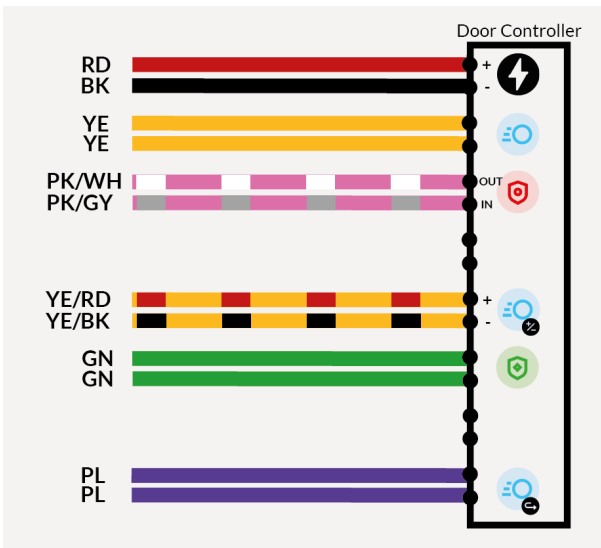 Door Controller
RD +
BK -
YE
YE
PK/WH OUT
PK/GY IN
YE/RD +
YE/BK -
GN
GN
PL
PL